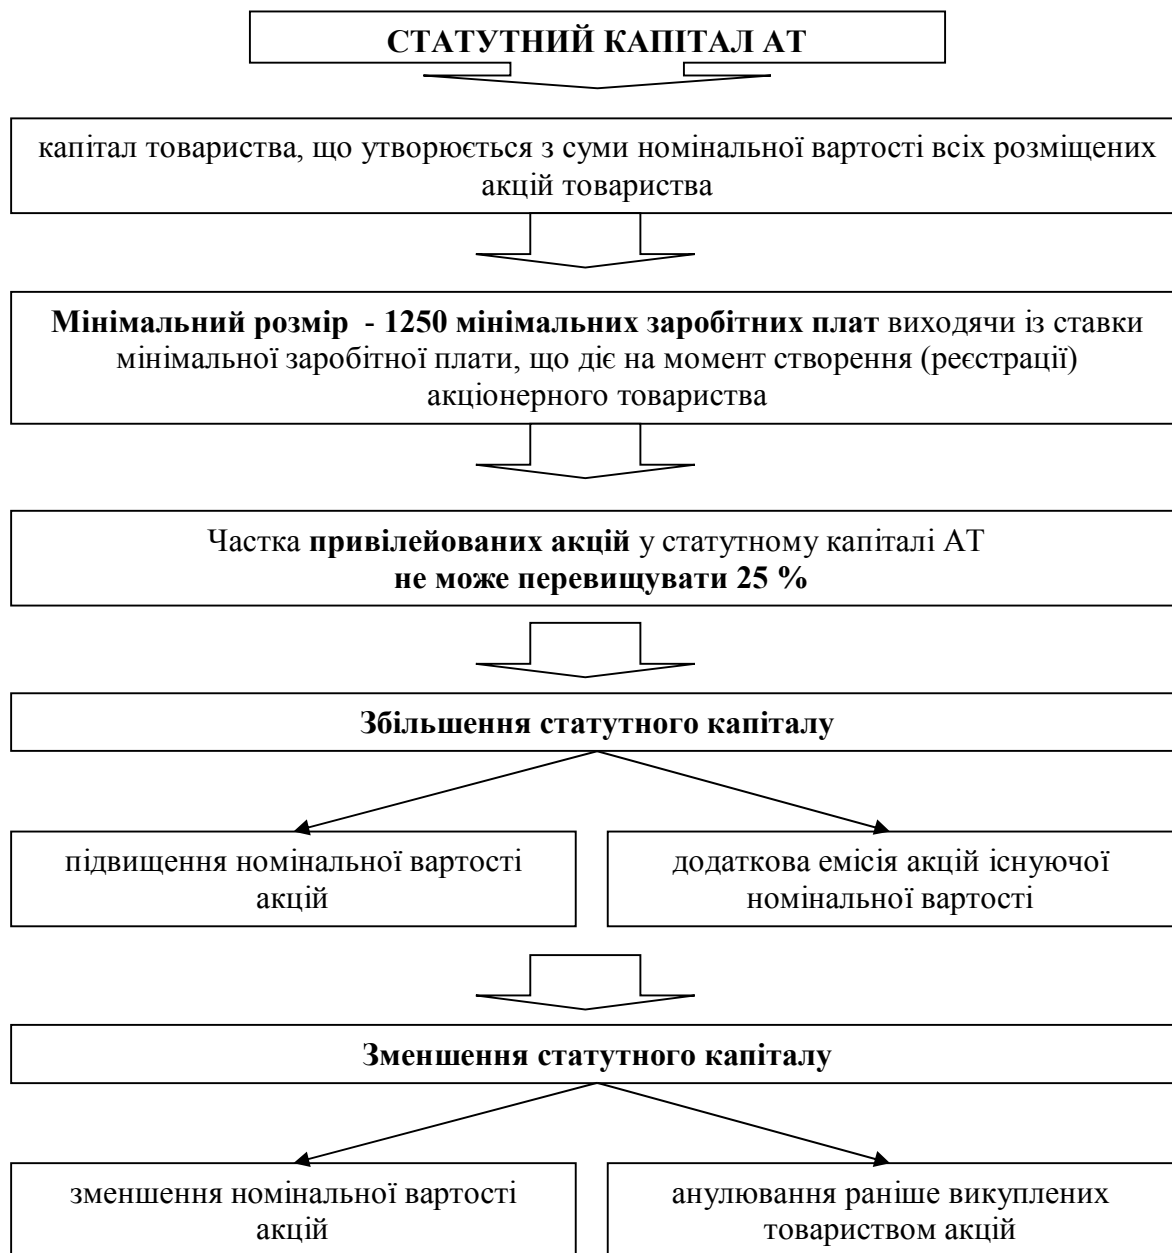 СТАТУТНИЙ КАПІТАЛ АТ
капітал товариства, що утворюється з суми номінальної вартості всіх розміщених
акцій товариства
Мінімальний розмір - 1250 мінімальних заробітних плат виходячи із ставки
мінімальної заробітної плати, що діє на момент створення (реєстрації)
акціонерного товариства
Частка привілейованих акцій у статутному капіталі АТ
не може перевищувати 25 %
Збільшення статутного капіталу
підвищення номінальної вартості
акцій
додаткова емісія акцій існуючої
номінальної вартості
Зменшення статутного капіталу
зменшення номінальної вартості
акцій
анулювання раніше викуплених
товариством акцій